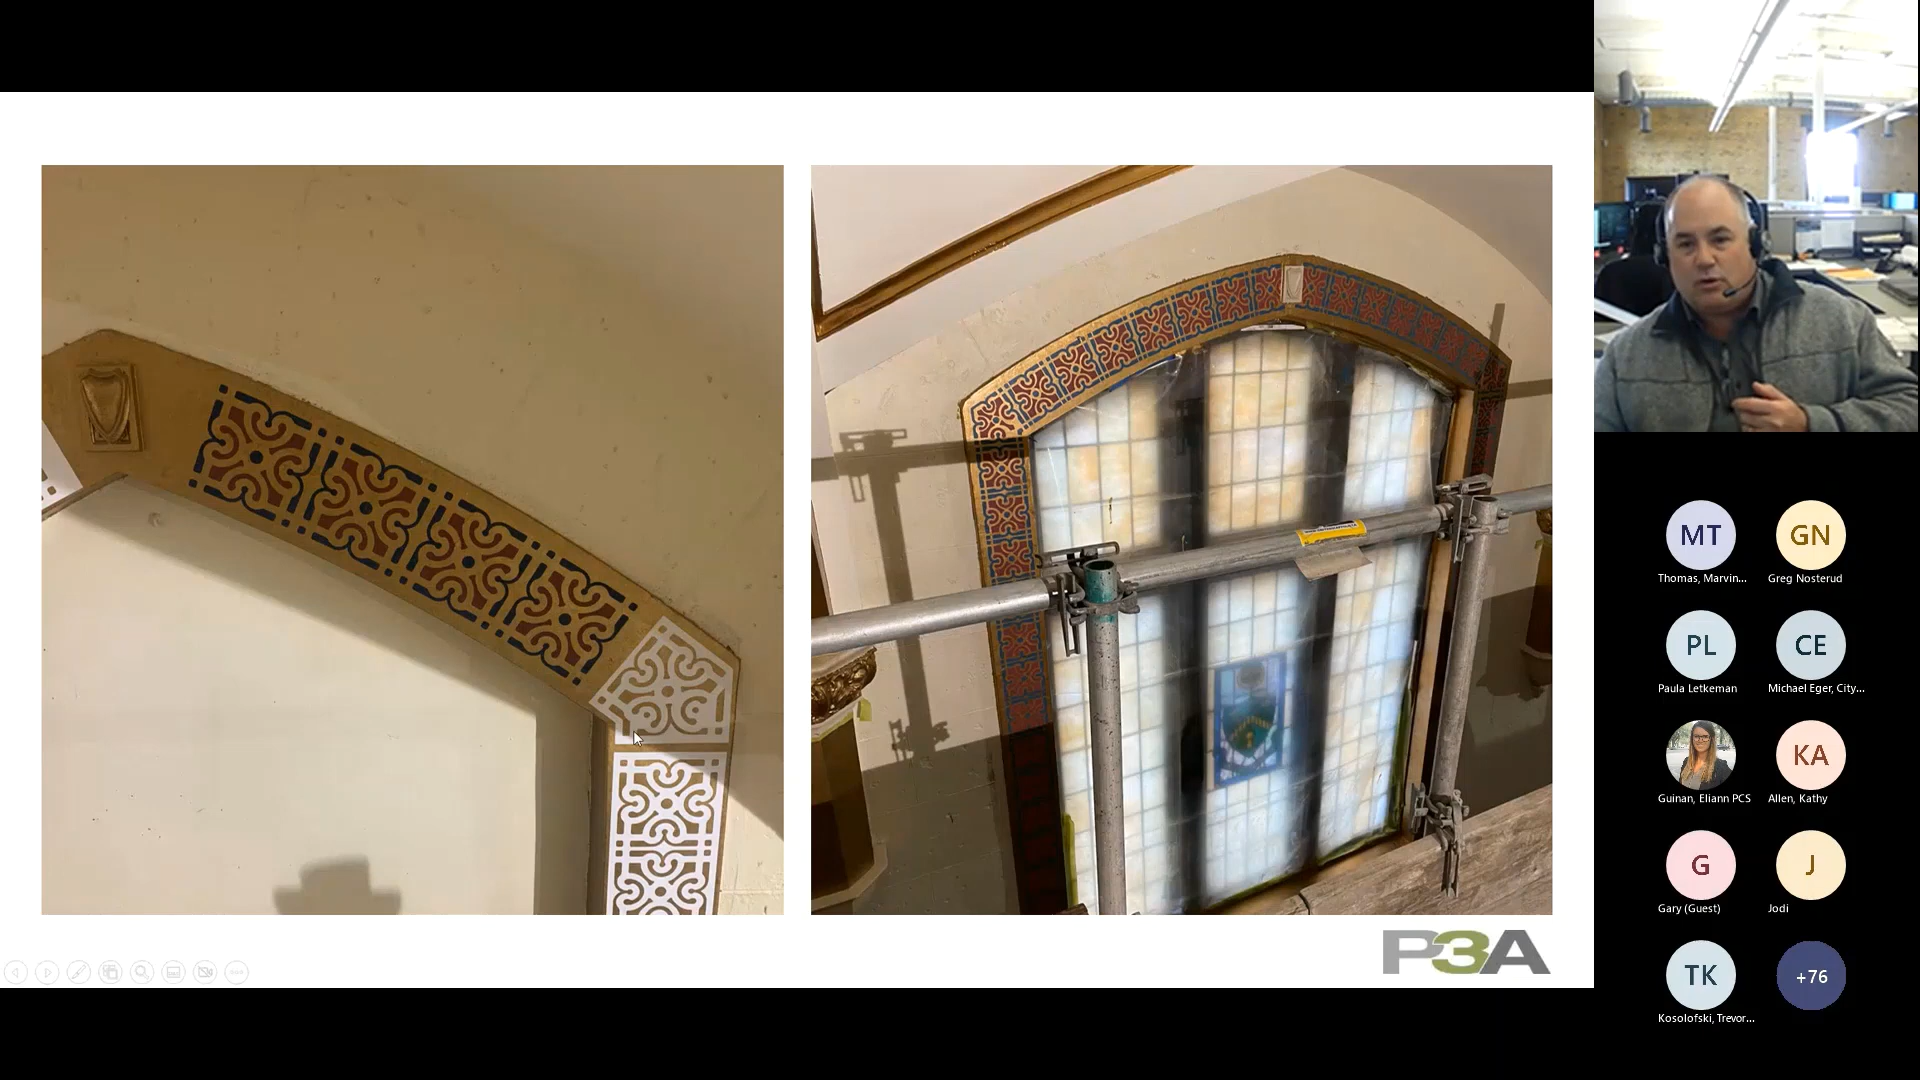 P3A
MT
GN
Thomas, Marvin...
Greg Nosterud
PL
CE
Paula Letkeman
Michael Eger, City...
KA
Guinan, Eliann PCS
Allen, Kathy
G
J
Gary (Guest)
Jodi
TK
+76
Kosolofski, Trevor...